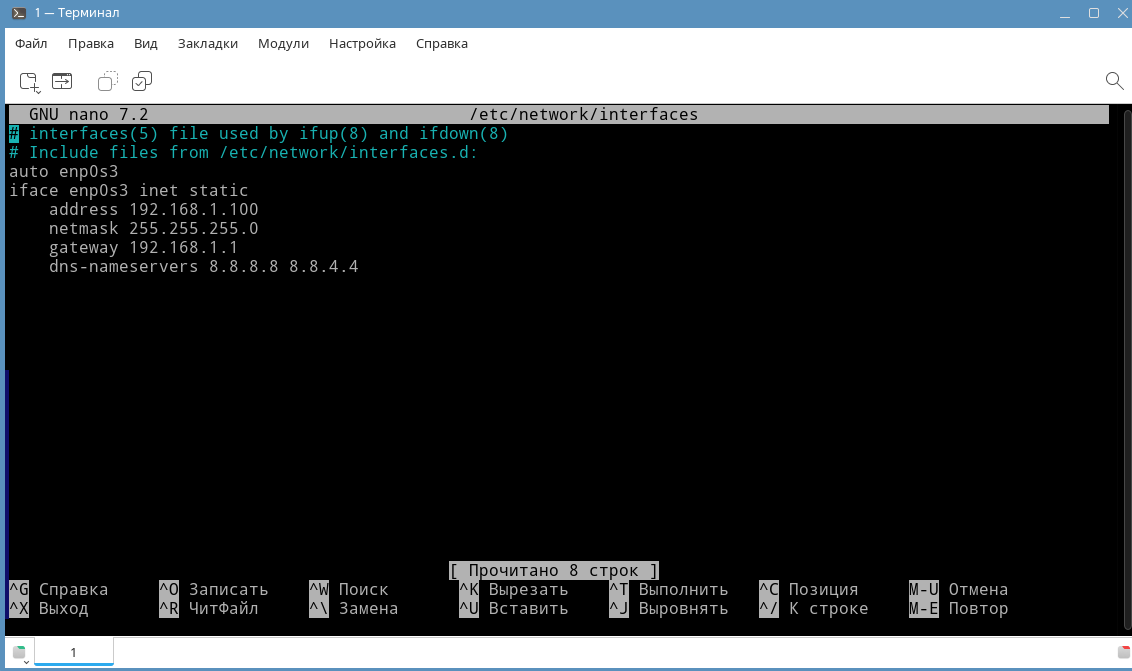 1 — Терминал
Файл Правка Вид Закладки Модули Настройка Справка
GNU nano 7.2 /etc/network/interfaces
# interfaces(5) file used by ifup(8) and ifdown(8)
# Include files from /etc/network/interfaces.d:
auto enp0s3
iface enp0s3 inet static
    address 192.168.1.100
    netmask 255.255.255.0
    gateway 192.168.1.1
    dns-nameservers 8.8.8.8 8.8.4.4
[ Прочитано 8 строк ]
^G Справка ^O Записать ^W Поиск ^K Вырезать ^T Выполнить ^C Позиция M-U Отмена
^X Выход ^R ЧитФайл ^\ Замена ^U Вставить ^J Выровнять ^/ К строке M-E Повтор
1